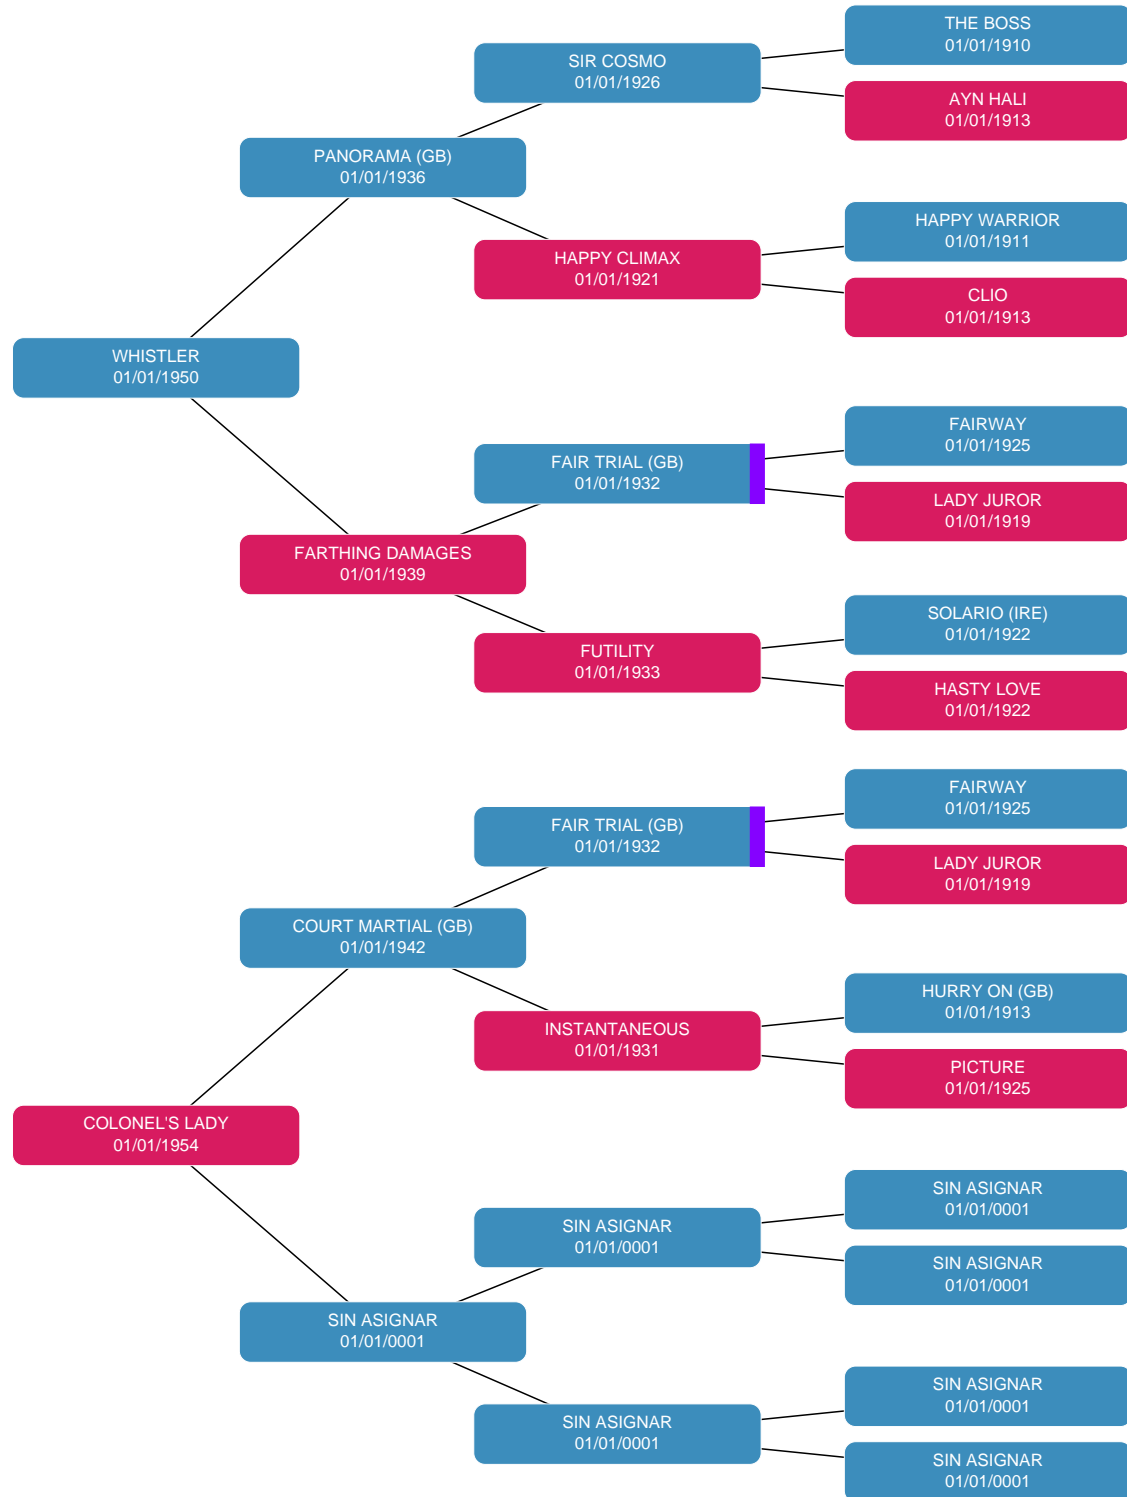 THE BOSS
01/01/1910
SIR COSMO
01/01/1926
AYN HALI
01/01/1913
PANORAMA (GB)
01/01/1936
HAPPY WARRIOR
01/01/1911
HAPPY CLIMAX
01/01/1921
CLIO
01/01/1913
WHISTLER
01/01/1950
FAIRWAY
01/01/1925
FAIR TRIAL (GB)
01/01/1932
LADY JUROR
01/01/1919
FARTHING DAMAGES
01/01/1939
SOLARIO (IRE)
01/01/1922
FUTILITY
01/01/1933
HASTY LOVE
01/01/1922
FAIRWAY
01/01/1925
FAIR TRIAL (GB)
01/01/1932
LADY JUROR
01/01/1919
COURT MARTIAL (GB)
01/01/1942
HURRY ON (GB)
01/01/1913
INSTANTANEOUS
01/01/1931
PICTURE
01/01/1925
COLONEL'S LADY
01/01/1954
SIN ASIGNAR
01/01/0001
SIN ASIGNAR
01/01/0001
SIN ASIGNAR
01/01/0001
SIN ASIGNAR
01/01/0001
SIN ASIGNAR
01/01/0001
SIN ASIGNAR
01/01/0001
SIN ASIGNAR
01/01/0001